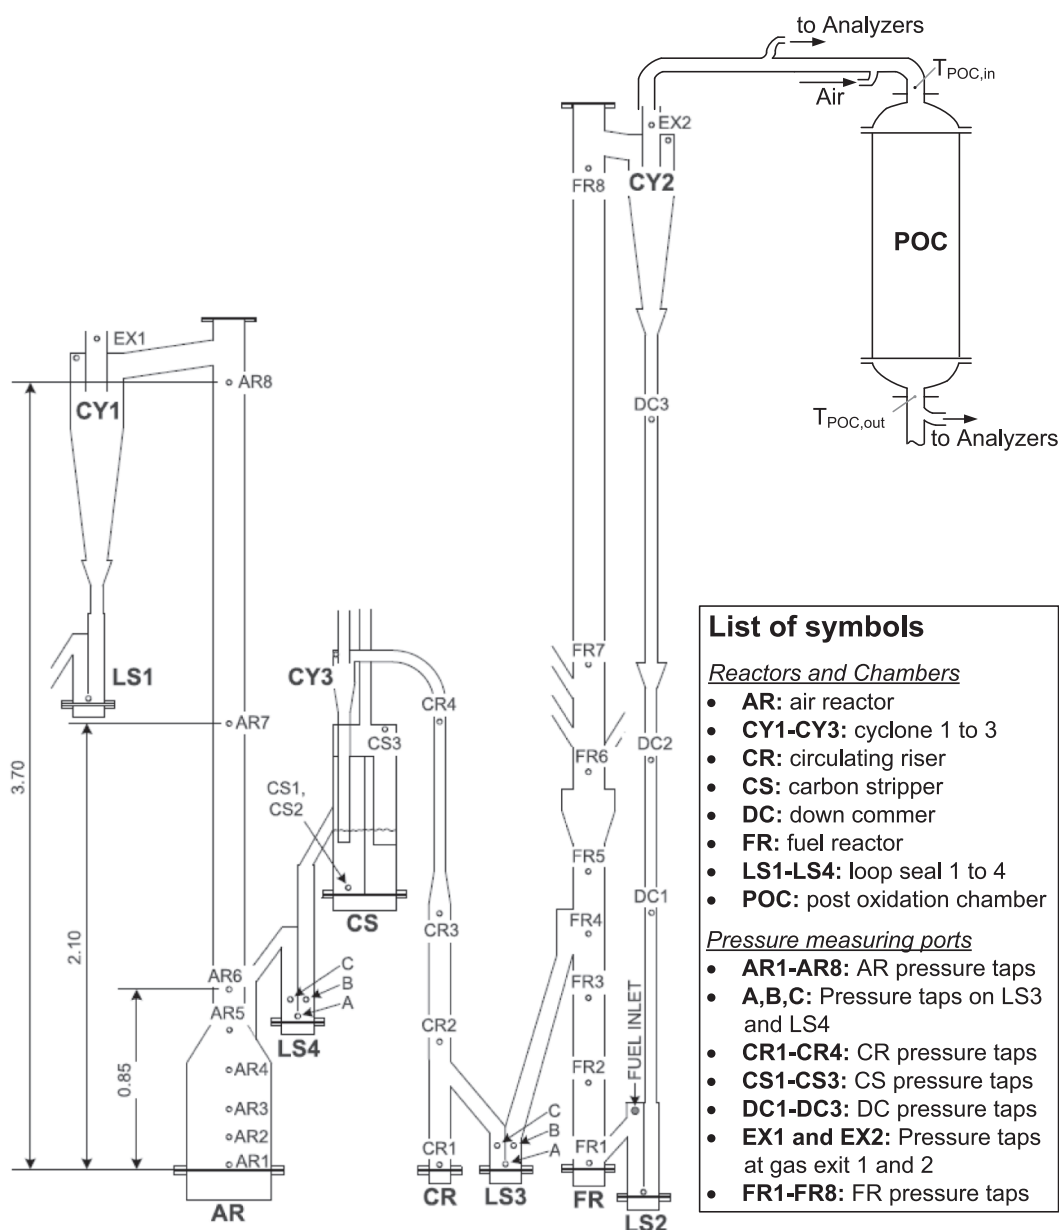 to Analyzers
T_POC,in
Air
EX2
CY2
FR8
POC
EX1
AR8
CY1
DC3
T_POC,out
to Analyzers
3.70
LS1
AR7
CY3
CR4
CS3
FR7
DC2
FR6
CS1,
CS2
2.10
CS
CR3
FR5
FR4
DC1
AR6
C
B
A
FR3
0.85
AR5
LS4
CR2
FUEL INLET
AR4
FR2
AR3
AR2
C
B
A
AR1
CR1
FR1
AR
CR
LS3
FR
LS2
List of symbols
Reactors and Chambers
• AR: air reactor
• CY1-CY3: cyclone 1 to 3
• CR: circulating riser
• CS: carbon stripper
• DC: down commer
• FR: fuel reactor
• LS1-LS4: loop seal 1 to 4
• POC: post oxidation chamber
Pressure measuring ports
• AR1-AR8: AR pressure taps
• A,B,C: Pressure taps on LS3
and LS4
• CR1-CR4: CR pressure taps
• CS1-CS3: CS pressure taps
• DC1-DC3: DC pressure taps
• EX1 and EX2: Pressure taps
at gas exit 1 and 2
• FR1-FR8: FR pressure taps